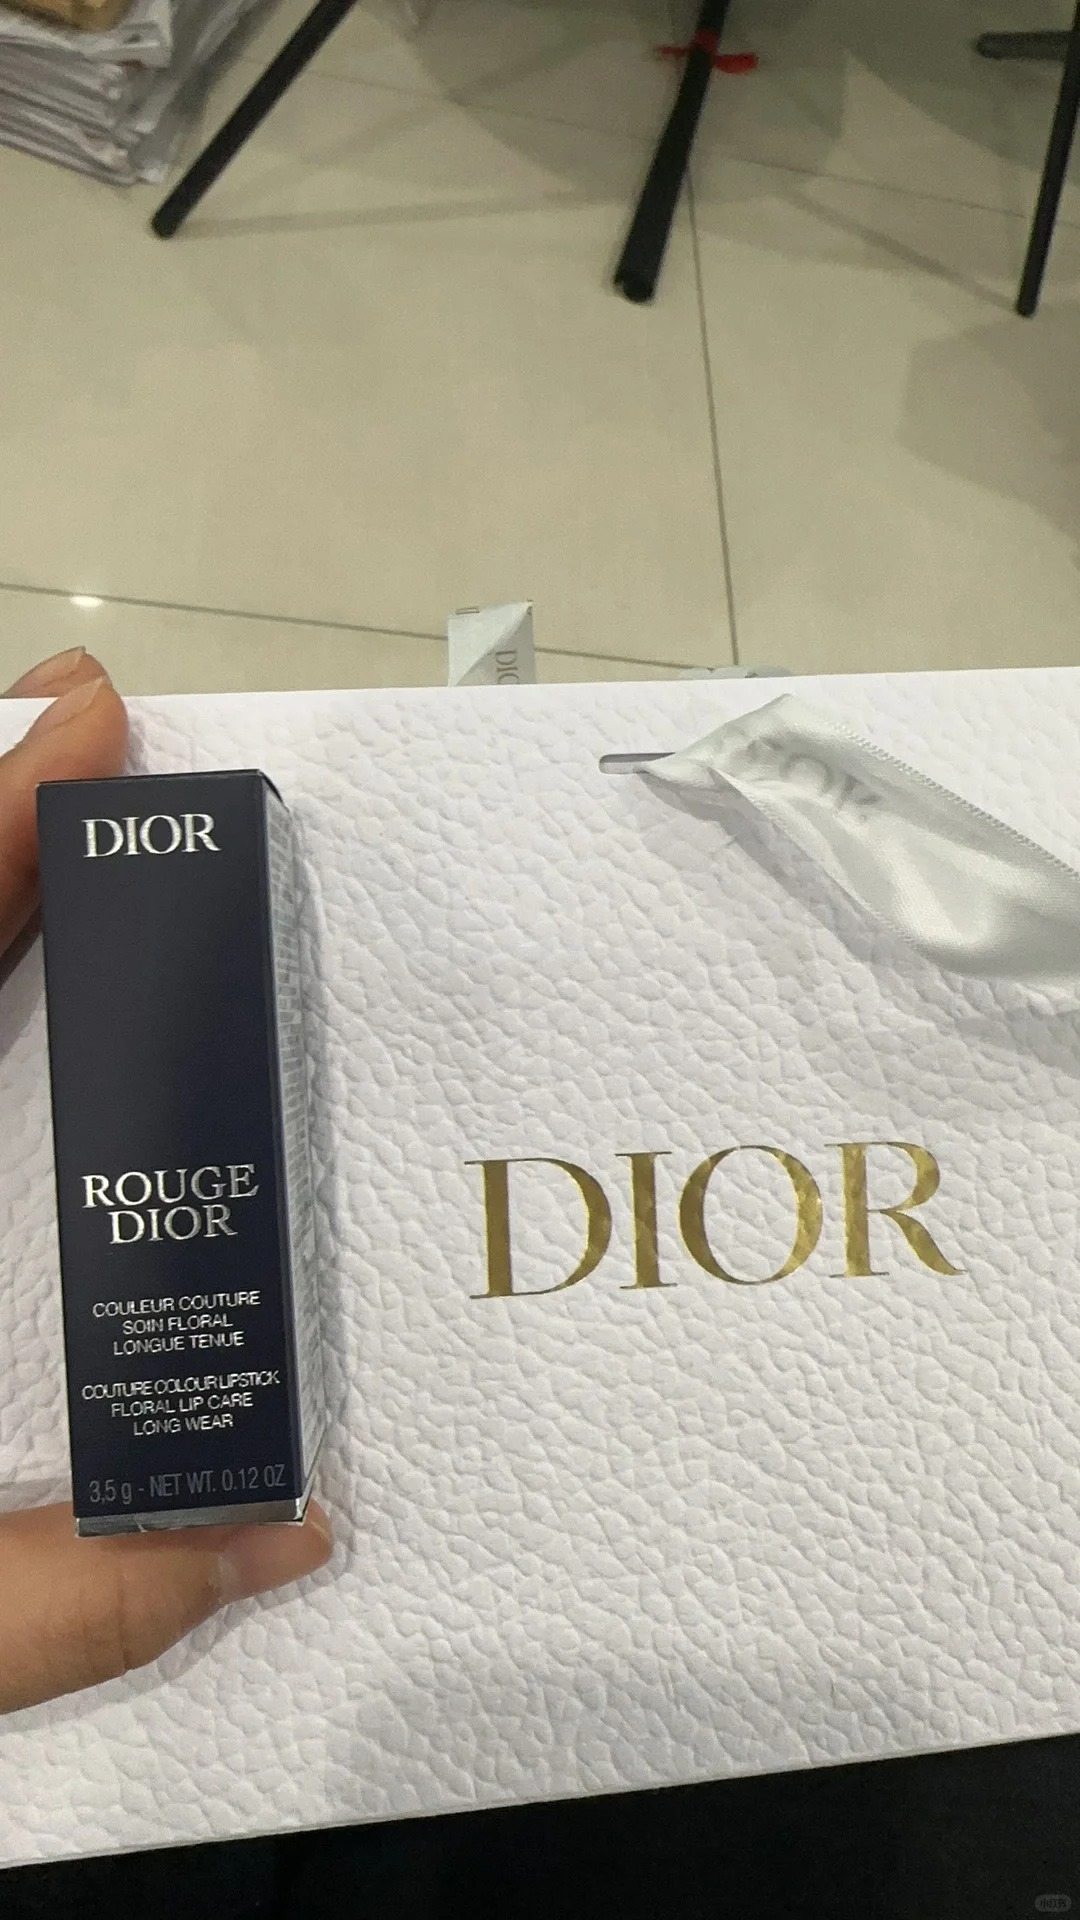 DIOR
ROUGE
DIOR
COULEUR COUTURE
SOIN FLORAL
LONGUE TENUE
COUTURE COLOUR LIPSTICK
FLORAL LIP CARE
LONG WEAR
3,5 g - NET WT. 0.12 OZ
DIOR